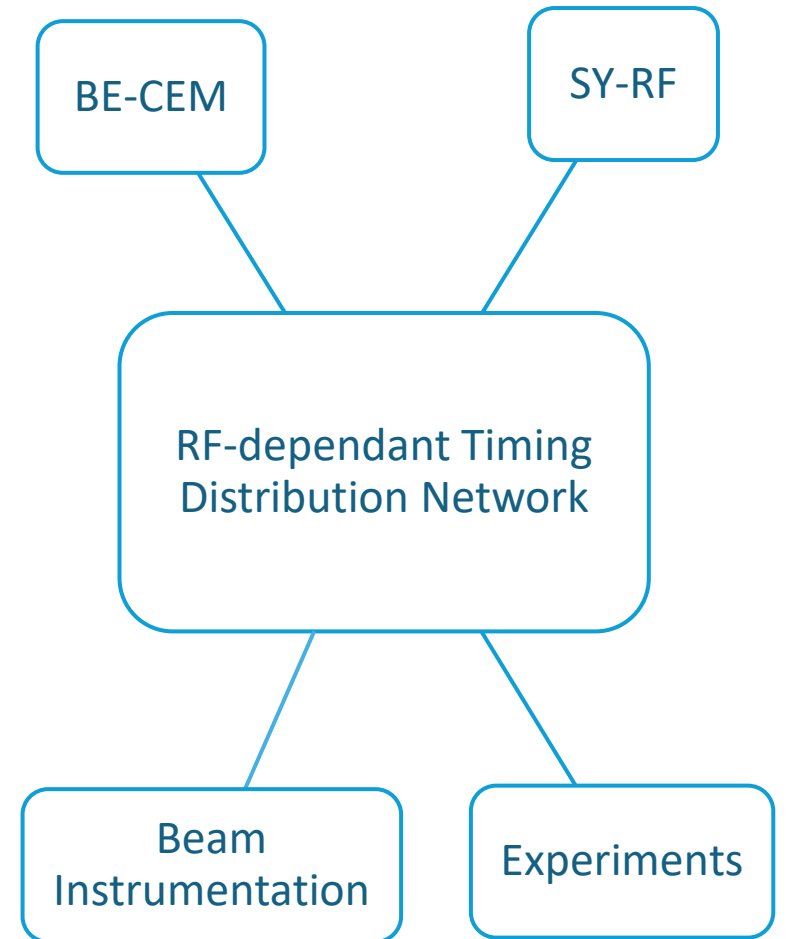 BE-CEM
SY-RF
RF-dependant Timing
Distribution Network
Beam
Instrumentation
Experiments